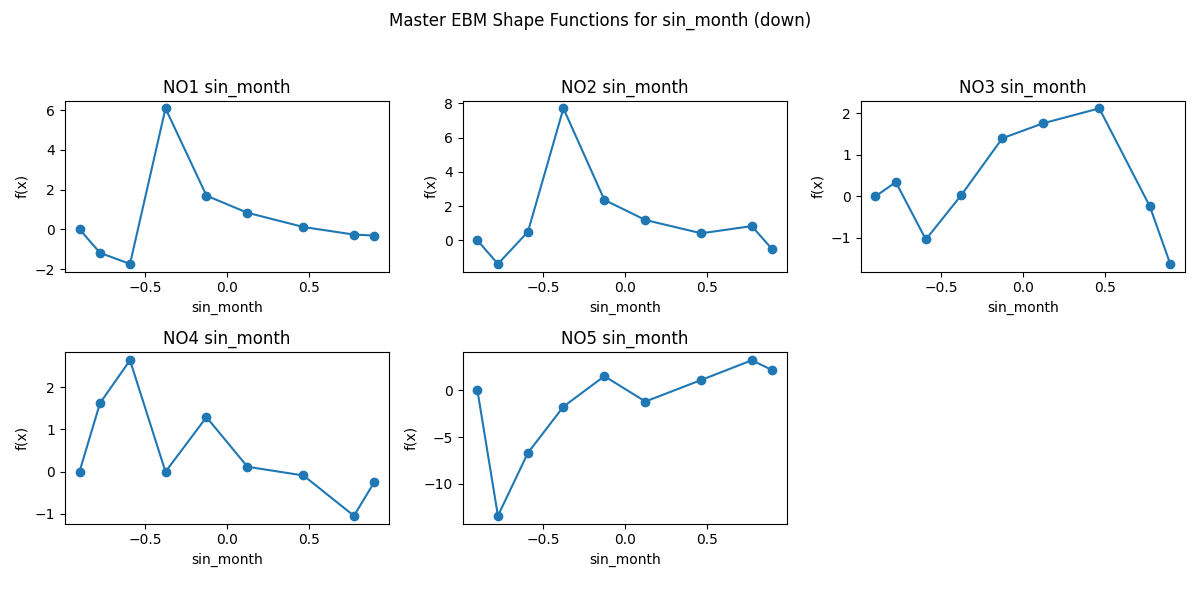 Master EBM Shape Functions for sin_month (down)
NO1 sin_month
f(x)
6
4
2
0
−2
−0.5 0.0 0.5
sin_month
NO2 sin_month
f(x)
8
6
4
2
0
−0.5 0.0 0.5
sin_month
NO3 sin_month
f(x)
2
1
0
−1
−0.5 0.0 0.5
sin_month
NO4 sin_month
f(x)
2
1
0
−1
−0.5 0.0 0.5
sin_month
NO5 sin_month
f(x)
0
−5
−10
−0.5 0.0 0.5
sin_month